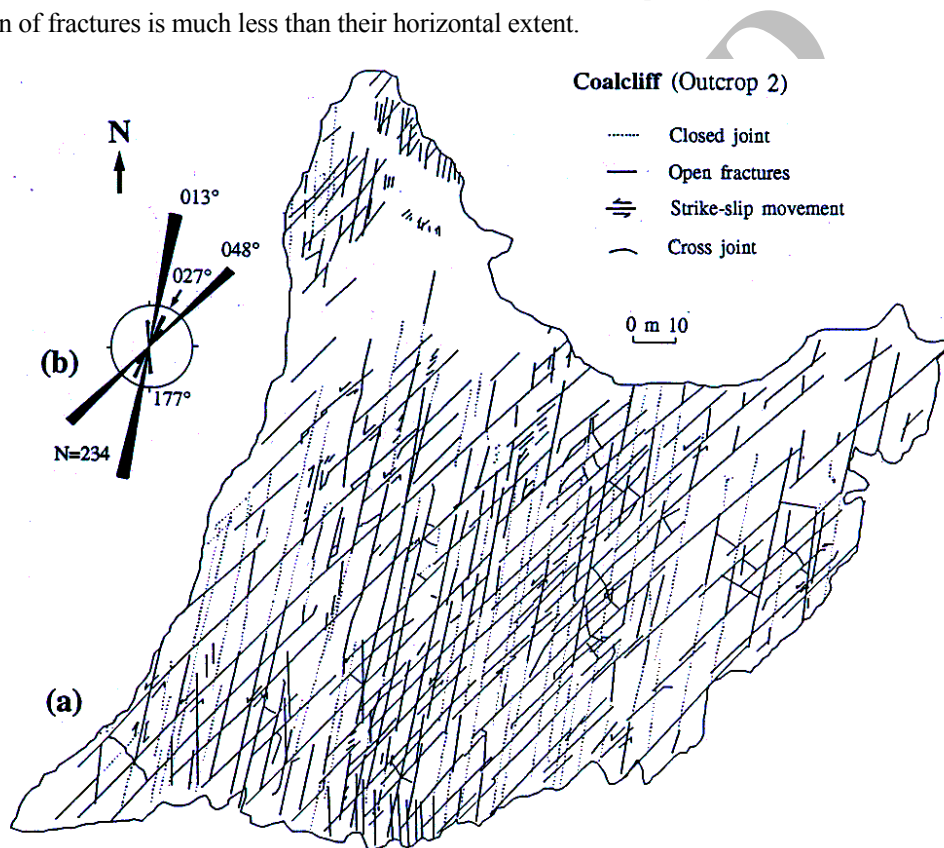 n of fractures is much less than their horizontal extent.
Coalcliff (Outcrop 2)
Closed joint
Open fractures
Strike-slip movement
Cross joint
0 m 10
N
013°
048°
027°
(b)
177°
N=234
(a)